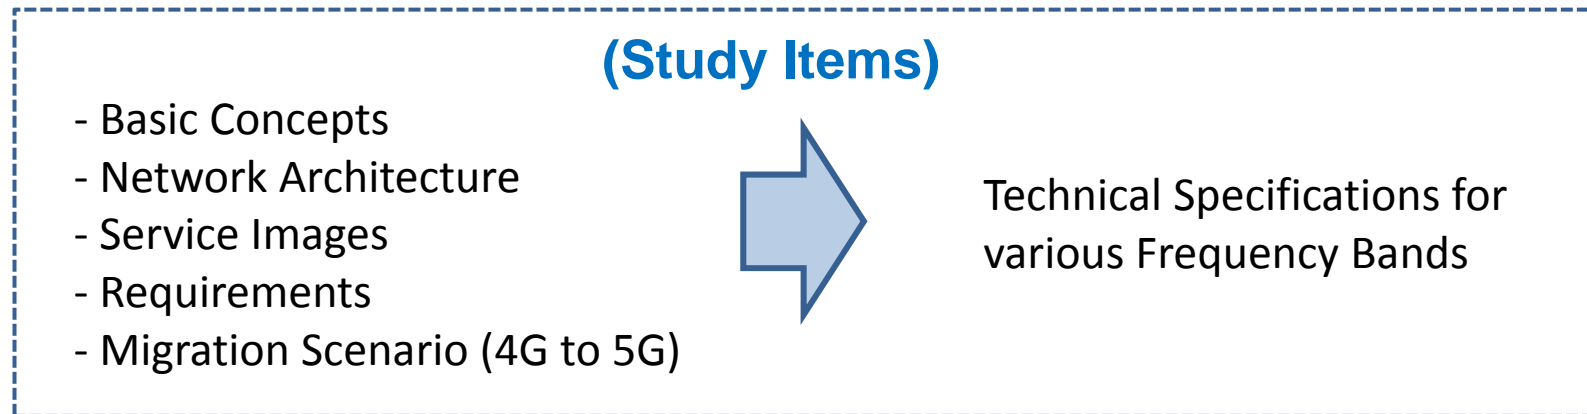 (Study Items)
- Basic Concepts
- Network Architecture
- Service Images
- Requirements
- Migration Scenario (4G to 5G)
Technical Specifications for
various Frequency Bands